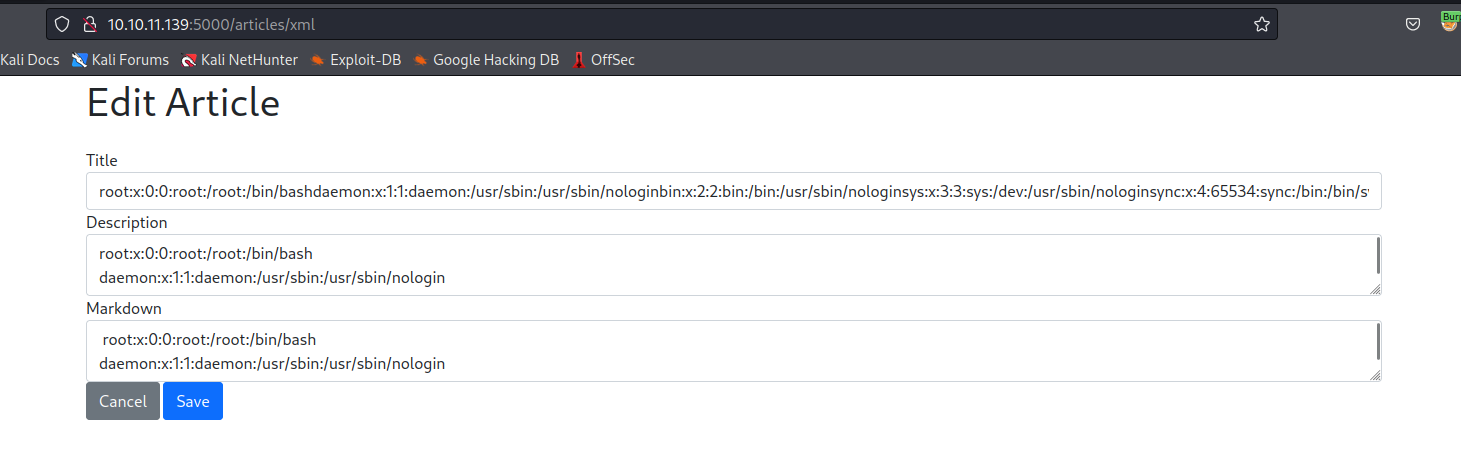 10.10.11.139:5000/articles/xml
Kali Docs Kali Forums Kali NetHunter Exploit-DB Google Hacking DB OffSec
Edit Article
Title
root:x:0:0:root:/root:/bin/bashdaemon:x:1:1:daemon:/usr/sbin:/usr/sbin/nologinbin:x:2:2:bin:/bin:/usr/sbin/nologinsys:x:3:3:sys:/dev:/usr/sbin/nologinsync:x:4:65534:sync:/bin:/bin/s
Description
root:x:0:0:root:/root:/bin/bash
daemon:x:1:1:daemon:/usr/sbin:/usr/sbin/nologin
Markdown
root:x:0:0:root:/root:/bin/bash
daemon:x:1:1:daemon:/usr/sbin:/usr/sbin/nologin
Cancel Save